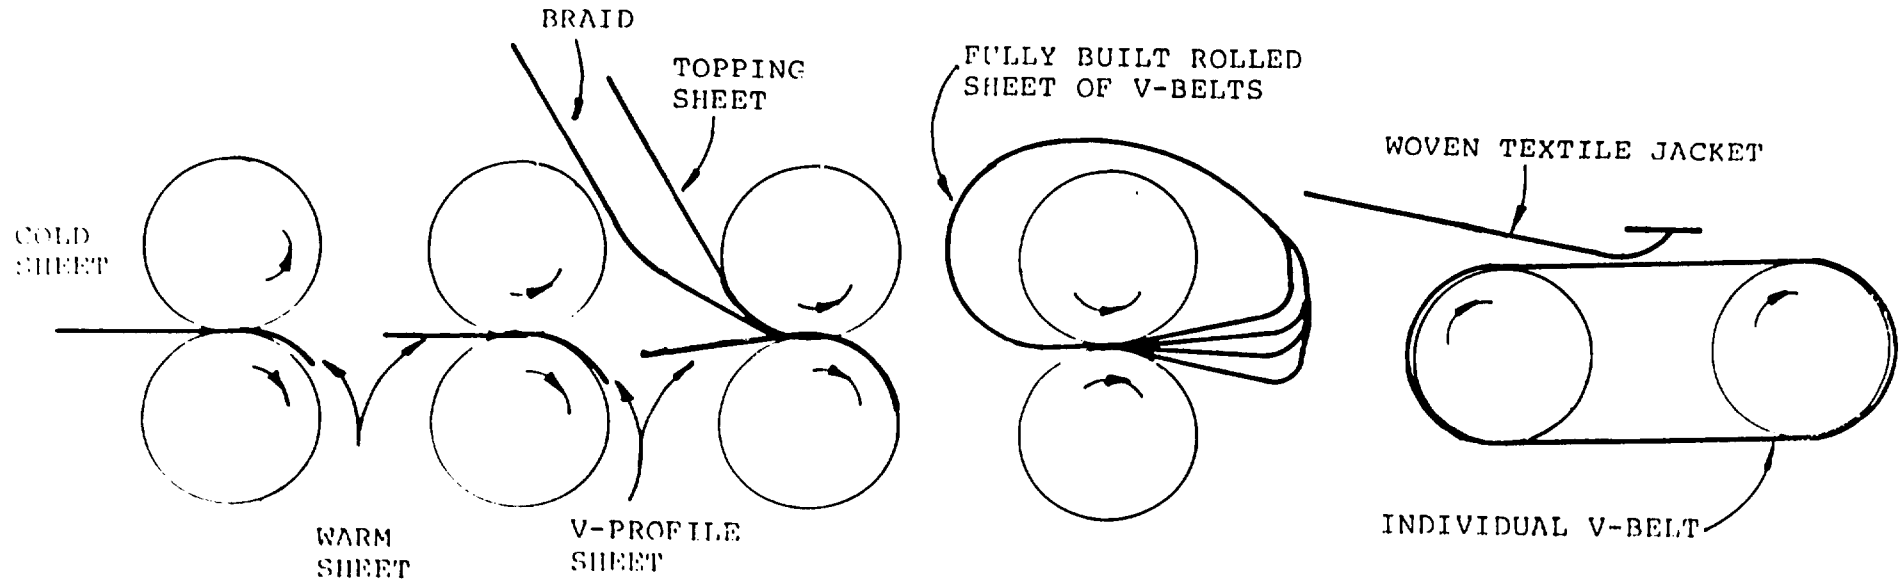 BRAID
TOPPING
SHEET
FULLY BUILT ROLLED
SHEET OF V-BELTS
WOVEN TEXTILE JACKET
COLD
SHEET
WARM
SHEET
V-PROFILE
SHEET
INDIVIDUAL V-BELT